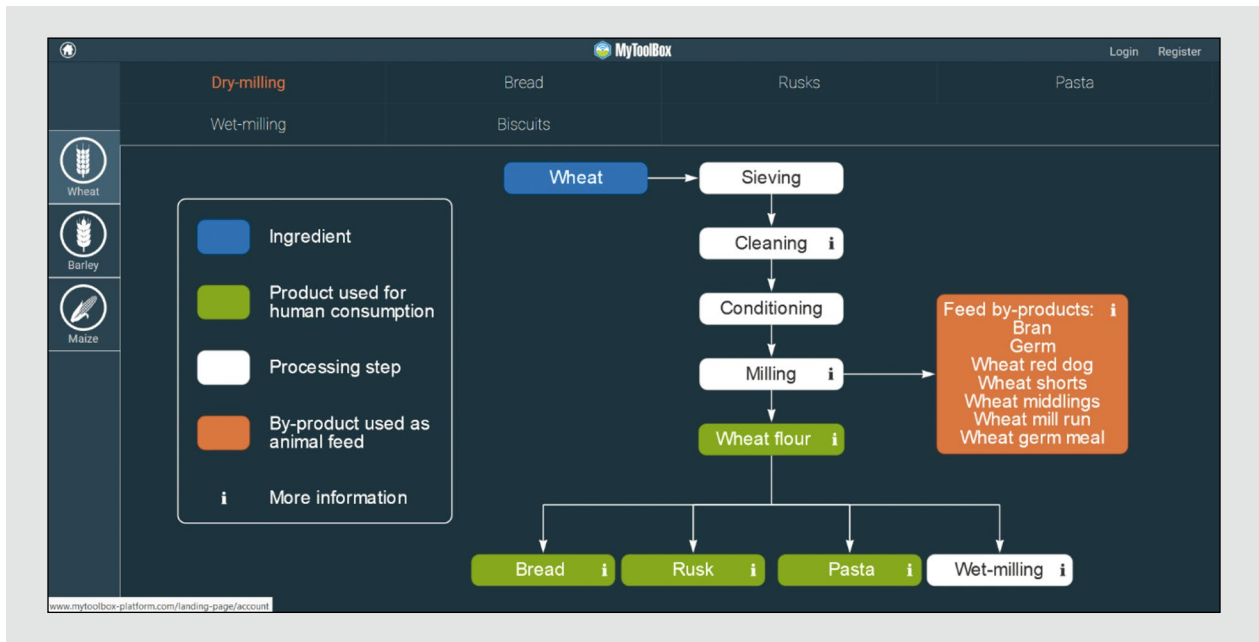 MyToolBox
Login Register
Dry-milling Bread Rusks Pasta
Wet-milling Biscuits
Wheat
Barley
Maize
Ingredient
Product used for
human consumption
Processing step
By-product used as
animal feed
i More information
Wheat
Sieving
Cleaning i
Conditioning
Milling i
Feed by-products: i
Bran
Germ
Wheat red dog
Wheat shorts
Wheat middlings
Wheat mill run
Wheat germ meal
Wheat flour i
Bread i
Rusk i
Pasta i
Wet-milling i
www.mytoolbox-platform.com/landing-page/account